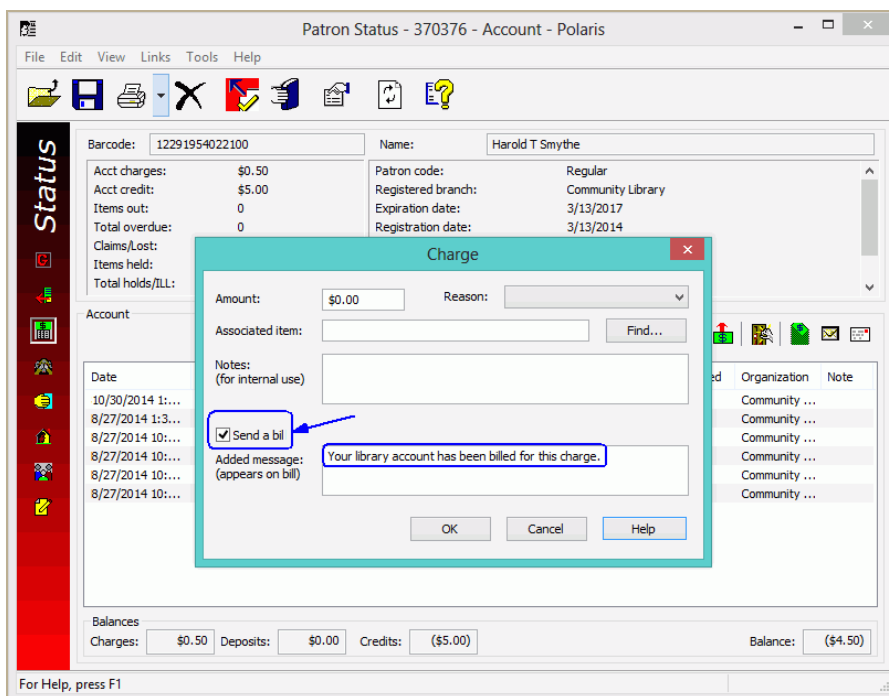 Patron Status - 370376 - Account - Polaris
File Edit View Links Tools Help
Status
Barcode: 12291954022100 Name: Harold T Smythe
Acct charges: $0.50 Patron code: Regular
Acct credit: $5.00 Registered branch: Community Library
Items out: 0 Expiration date: 3/13/2017
Total overdue: 0 Registration date: 3/13/2014
Claims/Lost:
Items held:
Total holds/ILL:
Charge
Amount: $0.00 Reason:
Associated item: Find...
Notes:
(for internal use)
Send a bil
Added message: Your library account has been billed for this charge.
(appears on bill)
OK Cancel Help
Account
Date ed Organization Note
10/30/2014 1:... Community ...
8/27/2014 1:3... Community ...
8/27/2014 10:... Community ...
8/27/2014 10:... Community ...
8/27/2014 10:... Community ...
8/27/2014 10:... Community ...
Balances
Charges: $0.50 Deposits: $0.00 Credits: ($5.00) Balance: ($4.50)
For Help, press F1